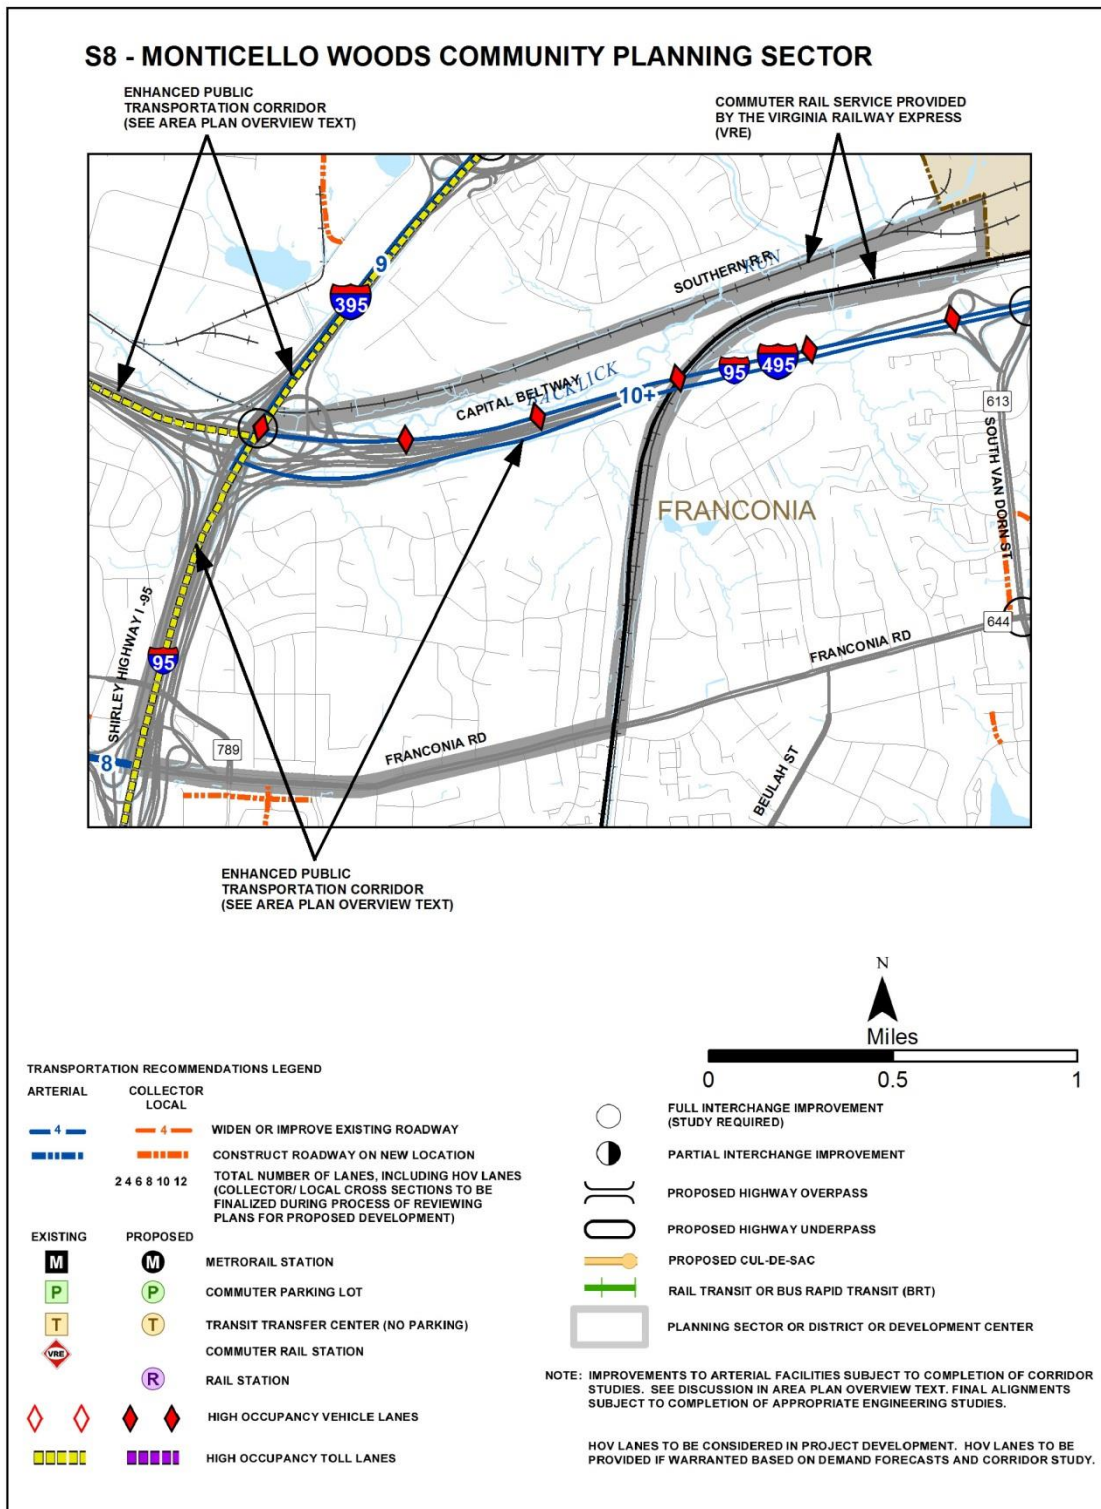 S8 - MONTICELLO WOODS COMMUNITY PLANNING SECTOR
ENHANCED PUBLIC
TRANSPORTATION CORRIDOR
(SEE AREA PLAN OVERVIEW TEXT)
COMMUTER RAIL SERVICE PROVIDED
BY THE VIRGINIA RAILWAY EXPRESS
(VRE)
9
395
SOUTHERN R.R.
RUN
CAPITAL BELTWAY
BACKLICK
10+
95
495
613
SOUTH VAN DORN ST
FRANCONIA
644
FRANCONIA RD
SHIRLEY HIGHWAY I -95
95
789
FRANCONIA RD
8
BEULAH ST
ENHANCED PUBLIC
TRANSPORTATION CORRIDOR
(SEE AREA PLAN OVERVIEW TEXT)
N
Miles
0 0.5 1
TRANSPORTATION RECOMMENDATIONS LEGEND
ARTERIAL
COLLECTOR
LOCAL
4 4 WIDEN OR IMPROVE EXISTING ROADWAY
CONSTRUCT ROADWAY ON NEW LOCATION
2 4 6 8 10 12 TOTAL NUMBER OF LANES, INCLUDING HOV LANES
(COLLECTOR/ LOCAL CROSS SECTIONS TO BE
FINALIZED DURING PROCESS OF REVIEWING
PLANS FOR PROPOSED DEVELOPMENT)
EXISTING PROPOSED
M M METRORAIL STATION
P P COMMUTER PARKING LOT
T T TRANSIT TRANSFER CENTER (NO PARKING)
VRE COMMUTER RAIL STATION
R RAIL STATION
HIGH OCCUPANCY VEHICLE LANES
HIGH OCCUPANCY TOLL LANES
FULL INTERCHANGE IMPROVEMENT
(STUDY REQUIRED)
PARTIAL INTERCHANGE IMPROVEMENT
PROPOSED HIGHWAY OVERPASS
PROPOSED HIGHWAY UNDERPASS
PROPOSED CUL-DE-SAC
RAIL TRANSIT OR BUS RAPID TRANSIT (BRT)
PLANNING SECTOR OR DISTRICT OR DEVELOPMENT CENTER
NOTE: IMPROVEMENTS TO ARTERIAL FACILITIES SUBJECT TO COMPLETION OF CORRIDOR
STUDIES. SEE DISCUSSION IN AREA PLAN OVERVIEW TEXT. FINAL ALIGNMENTS
SUBJECT TO COMPLETION OF APPROPRIATE ENGINEERING STUDIES.
HOV LANES TO BE CONSIDERED IN PROJECT DEVELOPMENT. HOV LANES TO BE
PROVIDED IF WARRANTED BASED ON DEMAND FORECASTS AND CORRIDOR STUDY.